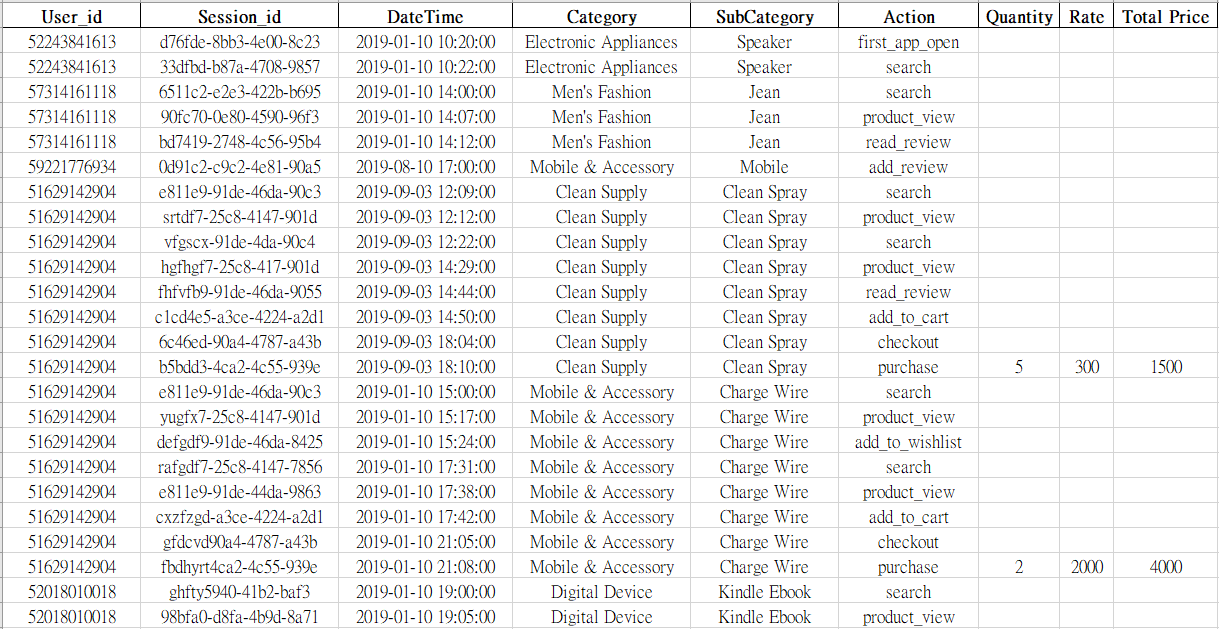 User_id Session_id DateTime Category SubCategory Action Quantity Rate Total Price
52243841613 d76fde-8bb3-4e00-8c23 2019-01-10 10:20:00 Electronic Appliances Speaker first_app_open
52243841613 33dfbd-b87a-4708-9857 2019-01-10 10:22:00 Electronic Appliances Speaker search
57314161118 6511c2-e2e3-422b-b695 2019-01-10 14:00:00 Men's Fashion Jean search
57314161118 90fc70-0e80-4590-96f3 2019-01-10 14:07:00 Men's Fashion Jean product_view
57314161118 bd7419-2748-4c56-95b4 2019-01-10 14:12:00 Men's Fashion Jean read_review
59221776934 0d91c2-c9c2-4e81-90a5 2019-08-10 17:00:00 Mobile & Accessory Mobile add_review
51629142904 e811e9-91de-46da-90c3 2019-09-03 12:09:00 Clean Supply Clean Spray search
51629142904 srtdf7-25c8-4147-901d 2019-09-03 12:12:00 Clean Supply Clean Spray product_view
51629142904 vfgscx-91de-4da-90c4 2019-09-03 12:22:00 Clean Supply Clean Spray search
51629142904 hgfhgf7-25c8-417-901d 2019-09-03 14:29:00 Clean Supply Clean Spray product_view
51629142904 fhfvfb9-91de-46da-9055 2019-09-03 14:44:00 Clean Supply Clean Spray read_review
51629142904 c1cd4e5-a3ce-4224-a2d1 2019-09-03 14:50:00 Clean Supply Clean Spray add_to_cart
51629142904 6c46ed-90a4-4787-a43b 2019-09-03 18:04:00 Clean Supply Clean Spray checkout
51629142904 b5bdd3-4ca2-4c55-939e 2019-09-03 18:10:00 Clean Supply Clean Spray purchase 5 300 1500
51629142904 e811e9-91de-46da-90c3 2019-01-10 15:00:00 Mobile & Accessory Charge Wire search
51629142904 yugfx7-25c8-4147-901d 2019-01-10 15:17:00 Mobile & Accessory Charge Wire product_view
51629142904 defgdf9-91de-46da-8425 2019-01-10 15:24:00 Mobile & Accessory Charge Wire add_to_wishlist
51629142904 rafgdf7-25c8-4147-7856 2019-01-10 17:31:00 Mobile & Accessory Charge Wire search
51629142904 e811e9-91de-44da-9863 2019-01-10 17:38:00 Mobile & Accessory Charge Wire product_view
51629142904 cxzfzgd-a3ce-4224-a2d1 2019-01-10 17:42:00 Mobile & Accessory Charge Wire add_to_cart
51629142904 gfdcvd90a4-4787-a43b 2019-01-10 21:05:00 Mobile & Accessory Charge Wire checkout
51629142904 fbdhyrt4ca2-4c55-939e 2019-01-10 21:08:00 Mobile & Accessory Charge Wire purchase 2 2000 4000
52018010018 ghfty5940-41b2-baf3 2019-01-10 19:00:00 Digital Device Kindle Ebook search
52018010018 98bfa0-d8fa-4b9d-8a71 2019-01-10 19:05:00 Digital Device Kindle Ebook product_view